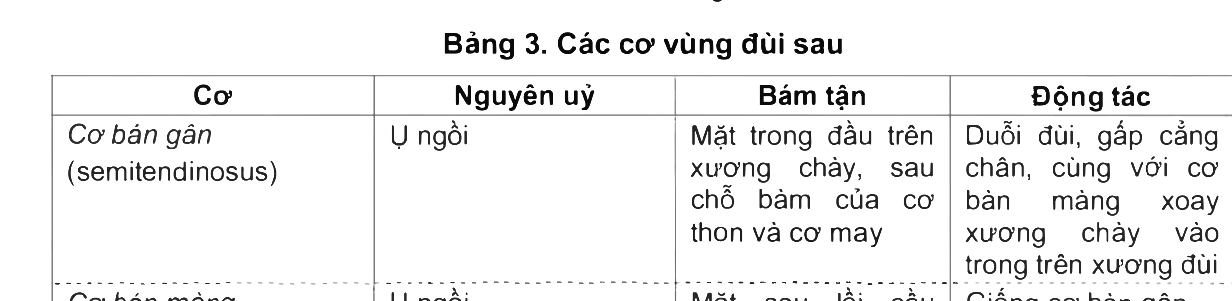 Bảng 3. Các cơ vùng đùi sau
Cơ
Nguyên uỷ
Bám tận
Động tác
Cơ bán gân
(semitendinosus)
Ụ ngồi
Mặt trong đầu trên
xương chày, sau
chỗ bàm của cơ
thon và cơ may
Duỗi đùi, gấp cẳng
chân, cùng với cơ
bàn màng xoay
xương chày vào
trong trên xương đùi